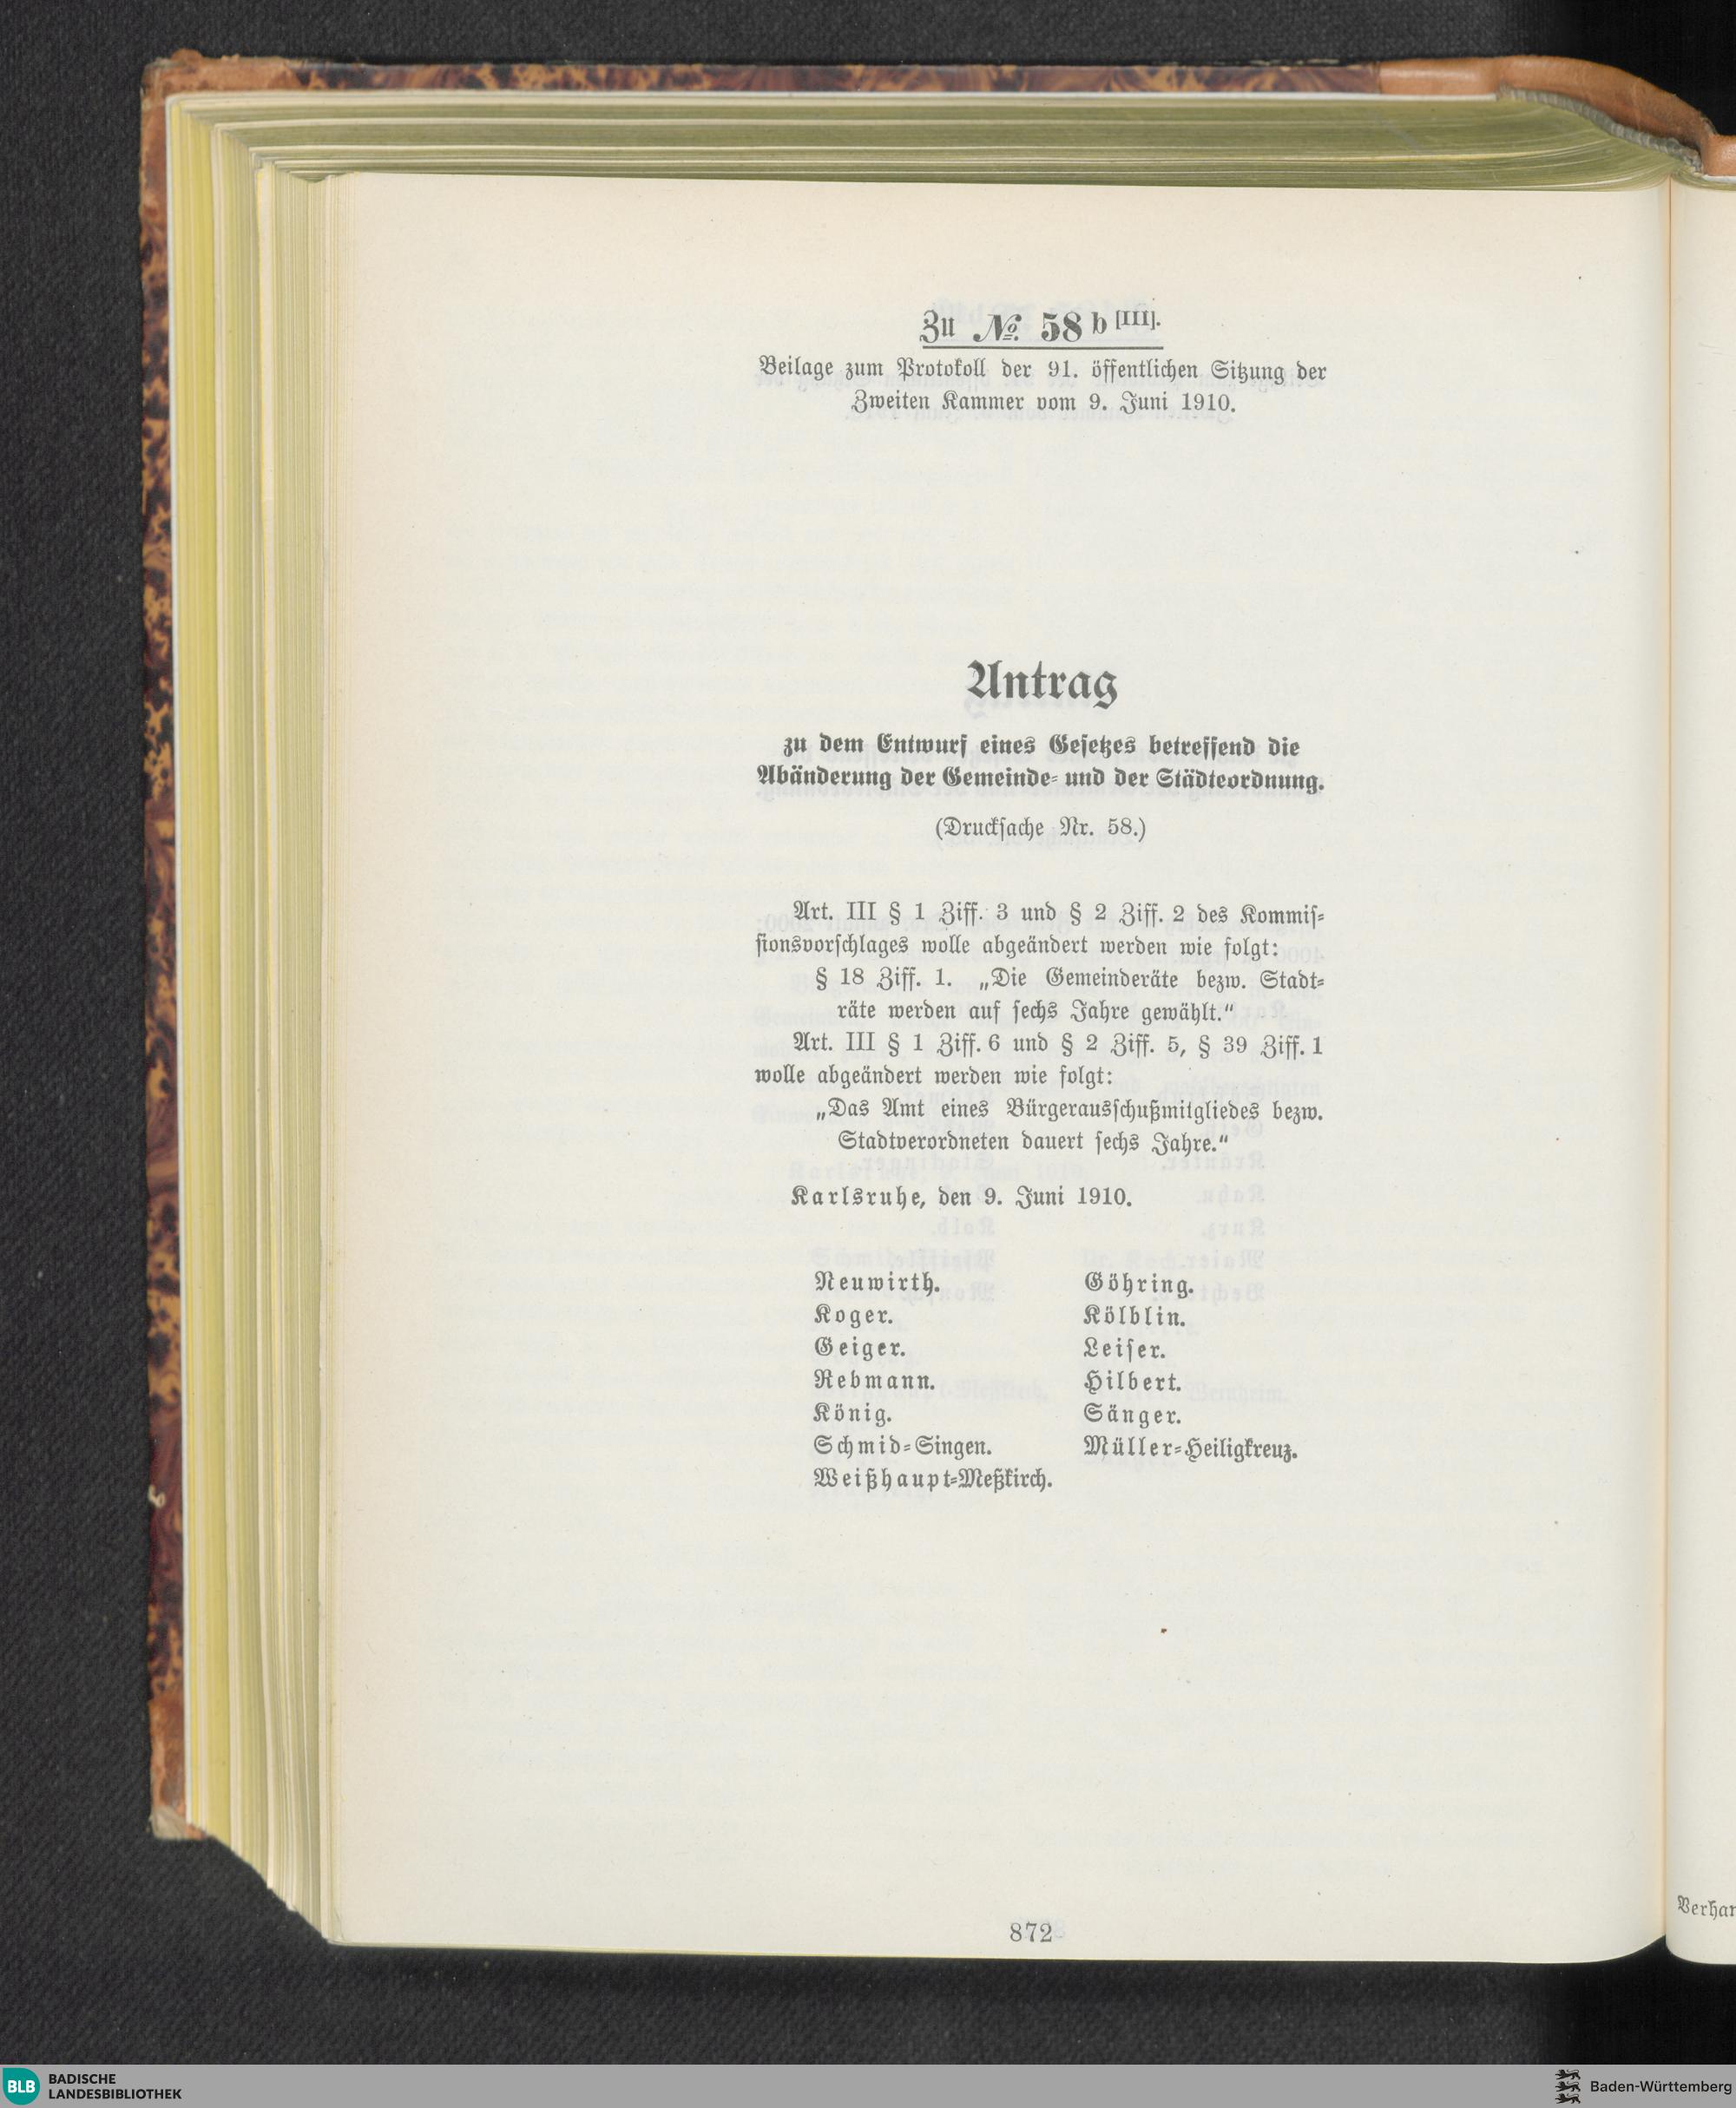 Zu №. 58 b [III].
Beilage zum Protokoll der 91. öffentlichen Sitzung der
Zweiten Kammer vom 9. Juni 1910.
Antrag
zu dem Entwurf eines Gesetzes betreffend die
Abänderung der Gemeinde- und der Städteordnung.
(Drucksache Nr. 58.)
Art. III § 1 Ziff. 3 und § 2 Ziff. 2 des Kommis-
sionsvorschlages wolle abgeändert werden wie folgt:
§ 18 Ziff. 1. „Die Gemeinderäte bezw. Stadt-
räte werden auf sechs Jahre gewählt.“
Art. III § 1 Ziff. 6 und § 2 Ziff. 5, § 39 Ziff. 1
wolle abgeändert werden wie folgt:
„Das Amt eines Bürgerausschußmitgliedes bezw.
Stadtverordneten dauert sechs Jahre.“
Karlsruhe, den 9. Juni 1910.
Neuwirth. Göhring.
Koger. Kölblin.
Geiger. Leiser.
Rebmann. Hilbert.
König. Sänger.
Schmid-Singen. Müller-Heiligkreuz.
Weißhaupt-Meßkirch.
872
BLB BADISCHE
LANDESBIBLIOTHEK
Baden-Württemberg